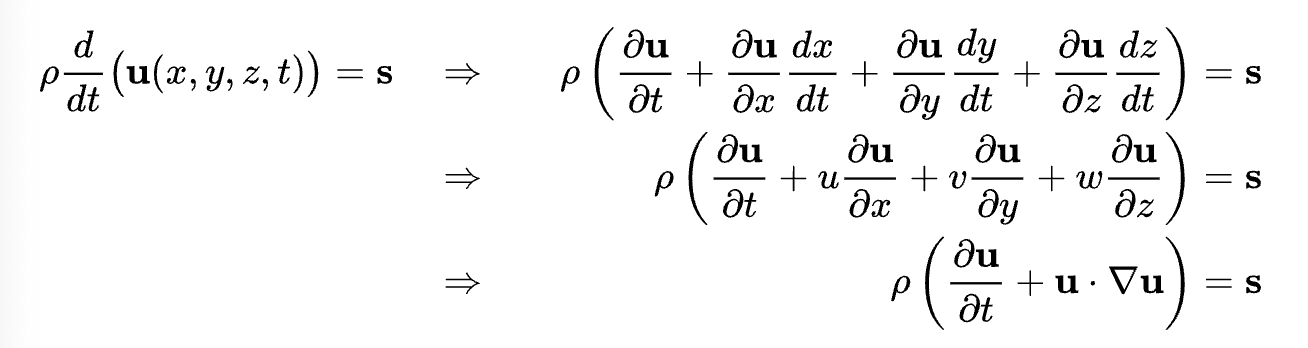 ρ d/dt (𝐮(x, y, z, t)) = 𝐬 ⇒ ρ (∂𝐮/∂t + ∂𝐮/∂x dx/dt + ∂𝐮/∂y dy/dt + ∂𝐮/∂z dz/dt) = 𝐬
⇒ ρ (∂𝐮/∂t + u ∂𝐮/∂x + v ∂𝐮/∂y + w ∂𝐮/∂z) = 𝐬
⇒ ρ (∂𝐮/∂t + 𝐮 · ∇𝐮) = 𝐬